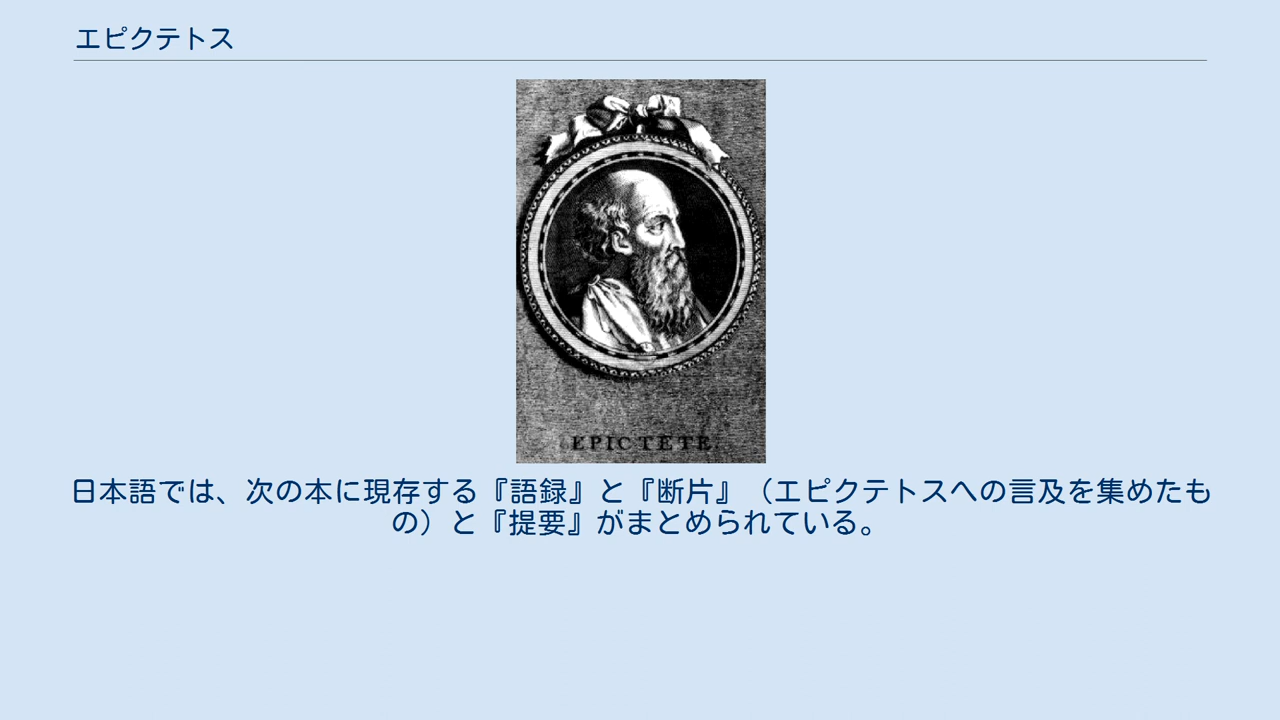 エピクテトス
EPICTETE.
日本語では、次の本に現存する『語録』と『断片』（エピクテトスへの言及を集めたも
の）と『提要』がまとめられている。